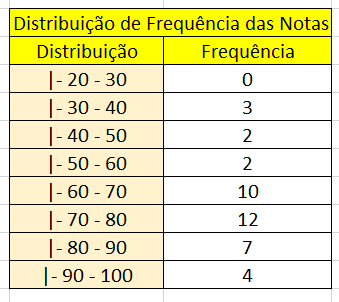 Distribuição de Frequência das Notas
Distribuição Frequência
|- 20 - 30 0
|- 30 - 40 3
|- 40 - 50 2
|- 50 - 60 2
|- 60 - 70 10
|- 70 - 80 12
|- 80 - 90 7
|- 90 - 100 4